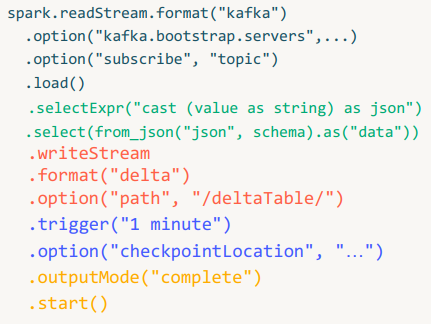 spark.readStream.format("kafka")
.option("kafka.bootstrap.servers",...)
.option("subscribe", "topic")
.load()
.selectExpr("cast (value as string) as json")
.select(from_json("json", schema).as("data"))
.writeStream
.format("delta")
.option("path", "/deltaTable/")
.trigger("1 minute")
.option("checkpointLocation", "…")
.outputMode("complete")
.start()